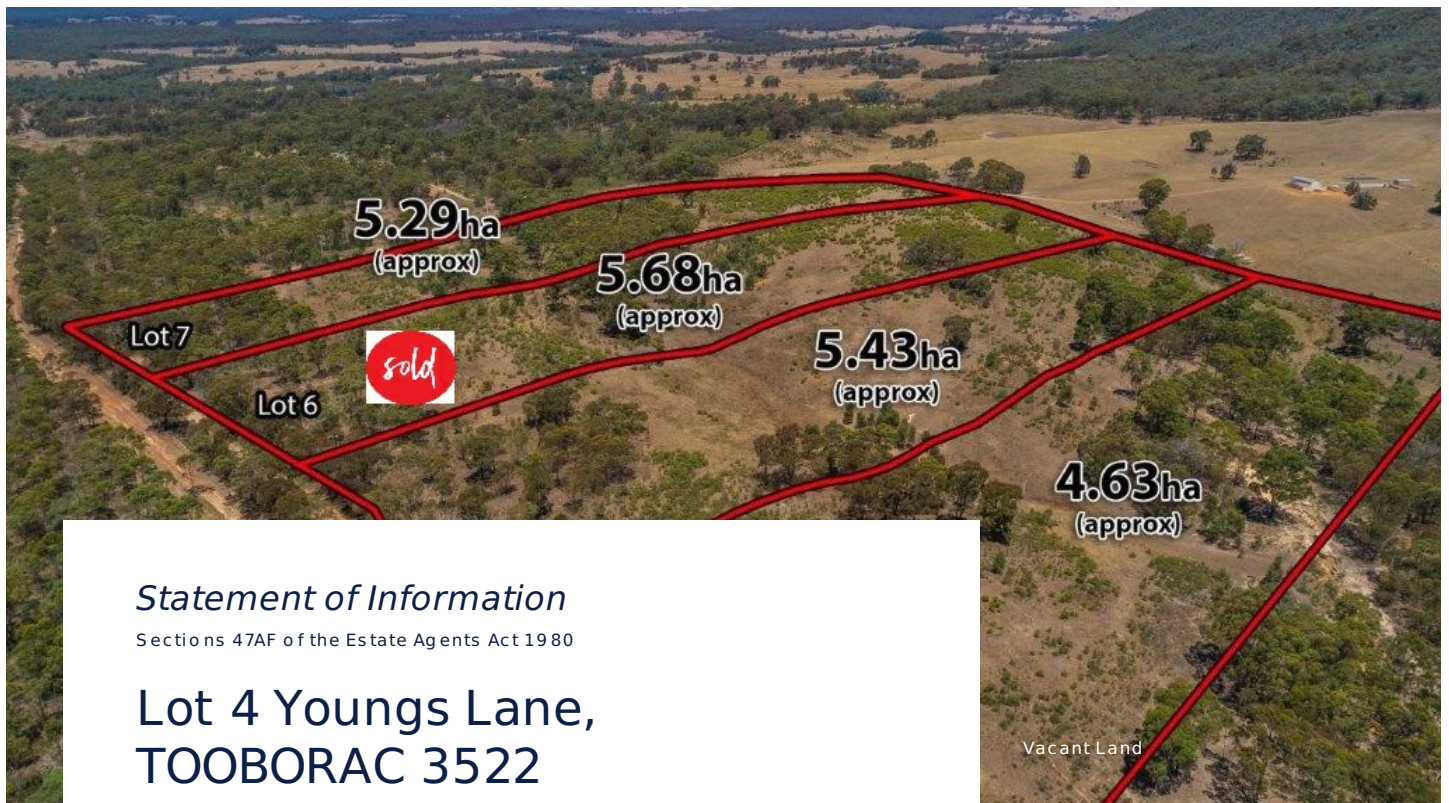 5.29ha
(approx)
5.68ha
(approx)
Lot 7
5.43ha
(approx)
sold
Lot 6
4.63ha
(approx)
Statement of Information
Sections 47AF of the Estate Agents Act 1980
Lot 4 Youngs Lane,
TOOBORAC 3522
Vacant Land